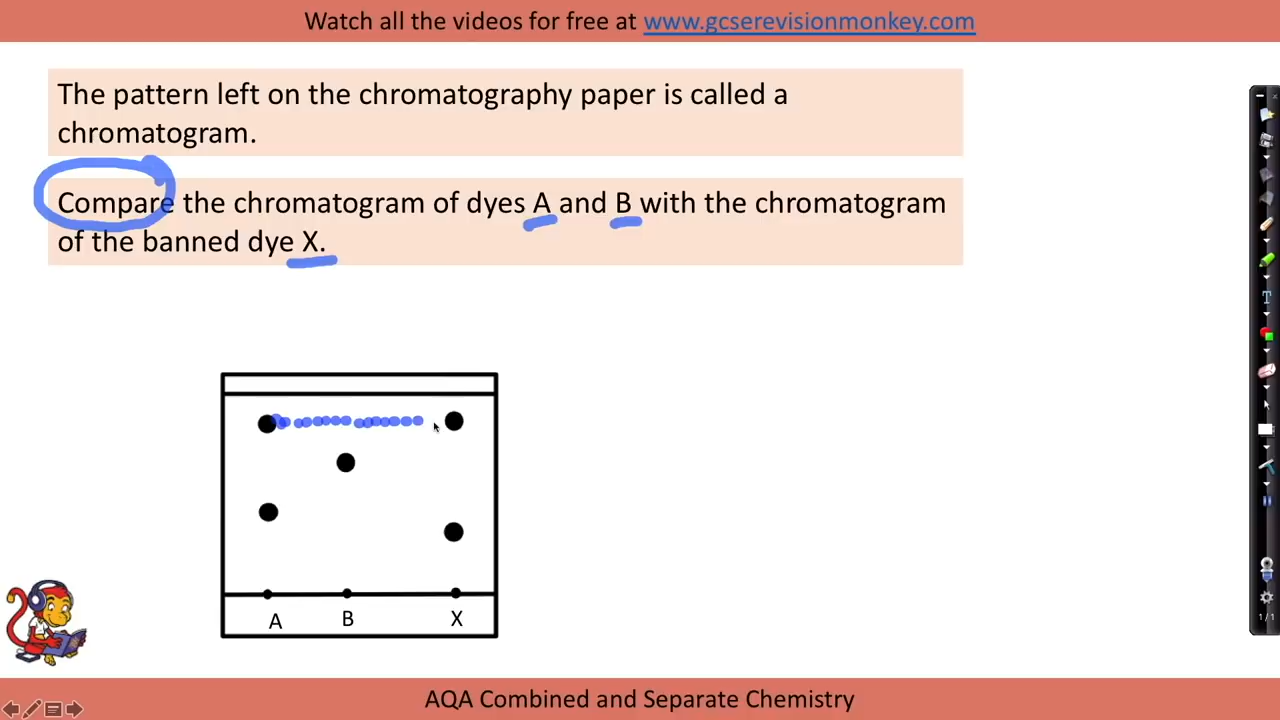 Watch all the videos for free at www.gcserevisionmonkey.com
The pattern left on the chromatography paper is called a
chromatogram.
Compare the chromatogram of dyes A and B with the chromatogram
of the banned dye X.
A B X
1 / 1
AQA Combined and Separate Chemistry